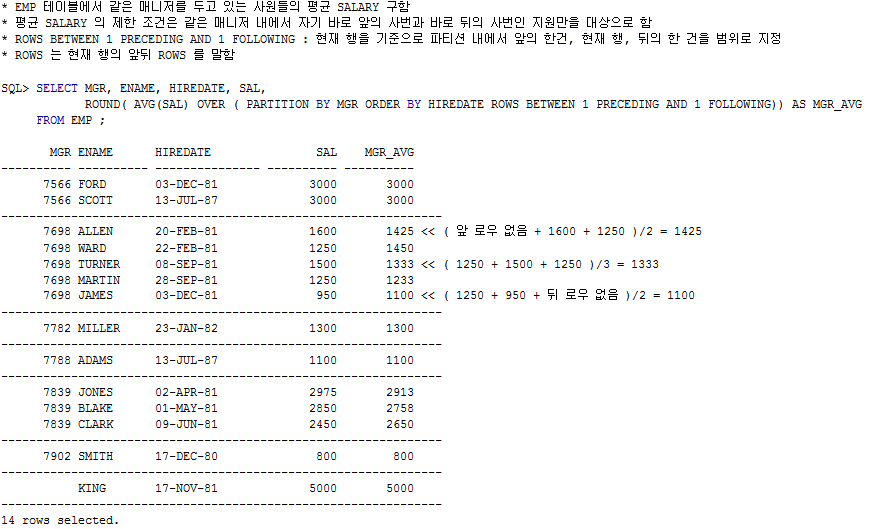 * EMP 테이블에서 같은 매니저를 두고 있는 사원들의 평균 SALARY 구함
* 평균 SALARY 의 제한 조건은 같은 매니저 내에서 자기 바로 앞의 사번과 바로 뒤의 사번인 지원만을 대상으로 함
* ROWS BETWEEN 1 PRECEDING AND 1 FOLLOWING : 현재 행을 기준으로 파티션 내에서 앞의 한건, 현재 행, 뒤의 한 건을 범위로 지정
* ROWS 는 현재 행의 앞뒤 ROWS 를 말함
SQL> SELECT MGR, ENAME, HIREDATE, SAL,
ROUND( AVG(SAL) OVER ( PARTITION BY MGR ORDER BY HIREDATE ROWS BETWEEN 1 PRECEDING AND 1 FOLLOWING)) AS MGR_AVG
FROM EMP ;
MGR ENAME HIREDATE SAL MGR_AVG
---------- ---------- --------------- ---------- ----------
7566 FORD 03-DEC-81 3000 3000
7566 SCOTT 13-JUL-87 3000 3000
---------------------------------------------------------------
7698 ALLEN 20-FEB-81 1600 1425 << ( 앞 로우 없음 + 1600 + 1250 )/2 = 1425
7698 WARD 22-FEB-81 1250 1450
7698 TURNER 08-SEP-81 1500 1333 << ( 1250 + 1500 + 1250 )/3 = 1333
7698 MARTIN 28-SEP-81 1250 1233
7698 JAMES 03-DEC-81 950 1100 << ( 1250 + 950 + 뒤 로우 없음 )/2 = 1100
---------------------------------------------------------------
7782 MILLER 23-JAN-82 1300 1300
---------------------------------------------------------------
7788 ADAMS 13-JUL-87 1100 1100
---------------------------------------------------------------
7839 JONES 02-APR-81 2975 2913
7839 BLAKE 01-MAY-81 2850 2758
7839 CLARK 09-JUN-81 2450 2650
---------------------------------------------------------------
7902 SMITH 17-DEC-80 800 800
---------------------------------------------------------------
KING 17-NOV-81 5000 5000
---------------------------------------------------------------
14 rows selected.